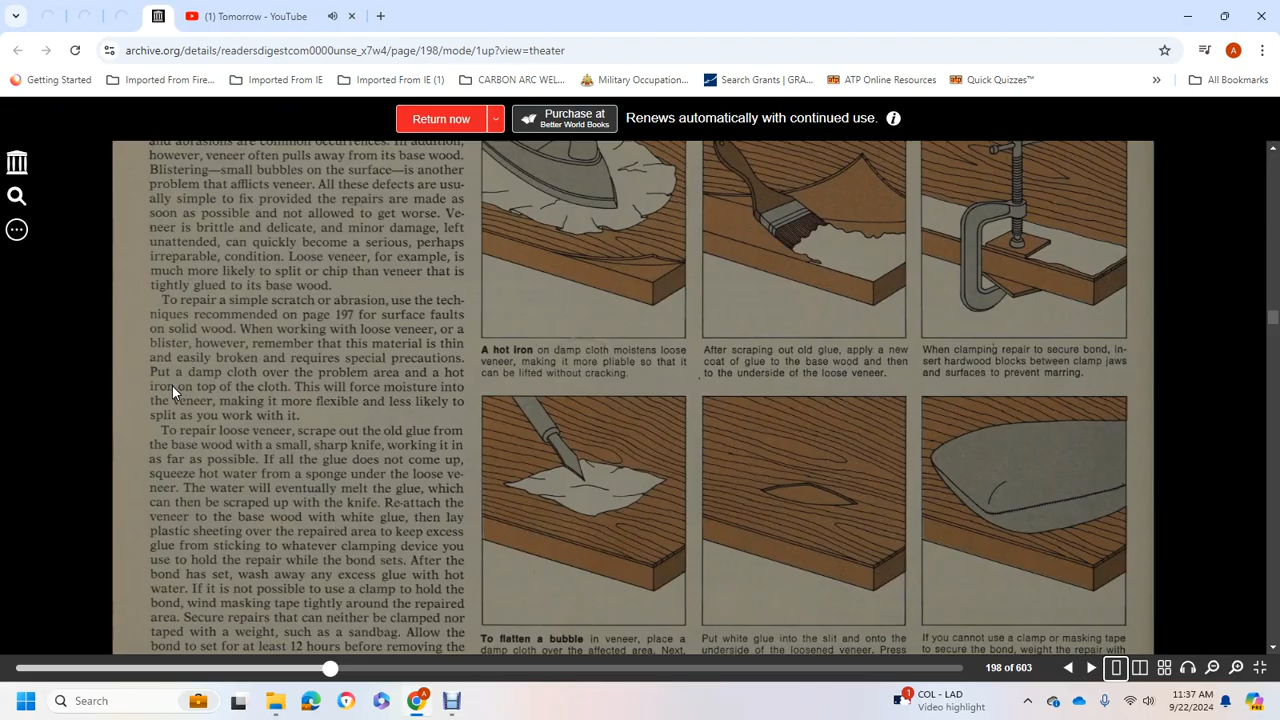 (1) Tomorrow - YouTube
archive.org/details/readersdigestcom0000unse_x7w4/page/198/mode/1up?view=theater
A
Getting Started
Imported From Fire...
Imported From IE
Imported From IE (1)
CARBON ARC WEL...
Military Occupation...
Search Grants | GRA...
ATP Online Resources
Quick Quizzes™
All Bookmarks
Return now
Purchase at
Better World Books
Renews automatically with continued use.
and abrasions are common occurrences. In addition,
however, veneer often pulls away from its base wood.
Blistering—small bubbles on the surface—is another
problem that afflicts veneer. All these defects are usu-
ally simple to fix provided the repairs are made as
soon as possible and not allowed to get worse. Ve-
neer is brittle and delicate, and minor damage, left
unattended, can quickly become a serious, perhaps
irreparable, condition. Loose veneer, for example, is
much more likely to split or chip than veneer that is
tightly glued to its base wood.
To repair a simple scratch or abrasion, use the tech-
niques recommended on page 197 for surface faults
on solid wood. When working with loose veneer, or a
blister, however, remember that this material is thin
and easily broken and requires special precautions.
Put a damp cloth over the problem area and a hot
iron on top of the cloth. This will force moisture into
the veneer, making it more flexible and less likely to
split as you work with it.
To repair loose veneer, scrape out the old glue from
the base wood with a small, sharp knife, working it in
as far as possible. If all the glue does not come up,
squeeze hot water from a sponge under the loose ve-
neer. The water will eventually melt the glue, which
can then be scraped up with the knife. Re-attach the
veneer to the base wood with white glue, then lay
plastic sheeting over the repaired area to keep excess
glue from sticking to whatever clamping device you
use to hold the repair while the bond sets. After the
bond has set, wash away any excess glue with hot
water. If it is not possible to use a clamp to hold the
bond, wind masking tape tightly around the repaired
area. Secure repairs that can neither be clamped nor
taped with a weight, such as a sandbag. Allow the
bond to set for at least 12 hours before removing the
A hot iron on damp cloth moistens loose
veneer, making it more pliable so that it
can be lifted without cracking.
After scraping out old glue, apply a new
coat of glue to the base wood and then
to the underside of the loose veneer.
When clamping repair to secure bond, in-
sert hardwood blocks between clamp jaws
and surfaces to prevent marring.
To flatten a bubble in veneer, place a
damp cloth over the affected area. Next,
Put white glue into the slit and onto the
underside of the loosened veneer. Press
If you cannot use a clamp or masking tape
to secure the bond, weight the repair with
198 of 603
Search
1
COL - LAD
Video highlight
11:37 AM
9/22/2024